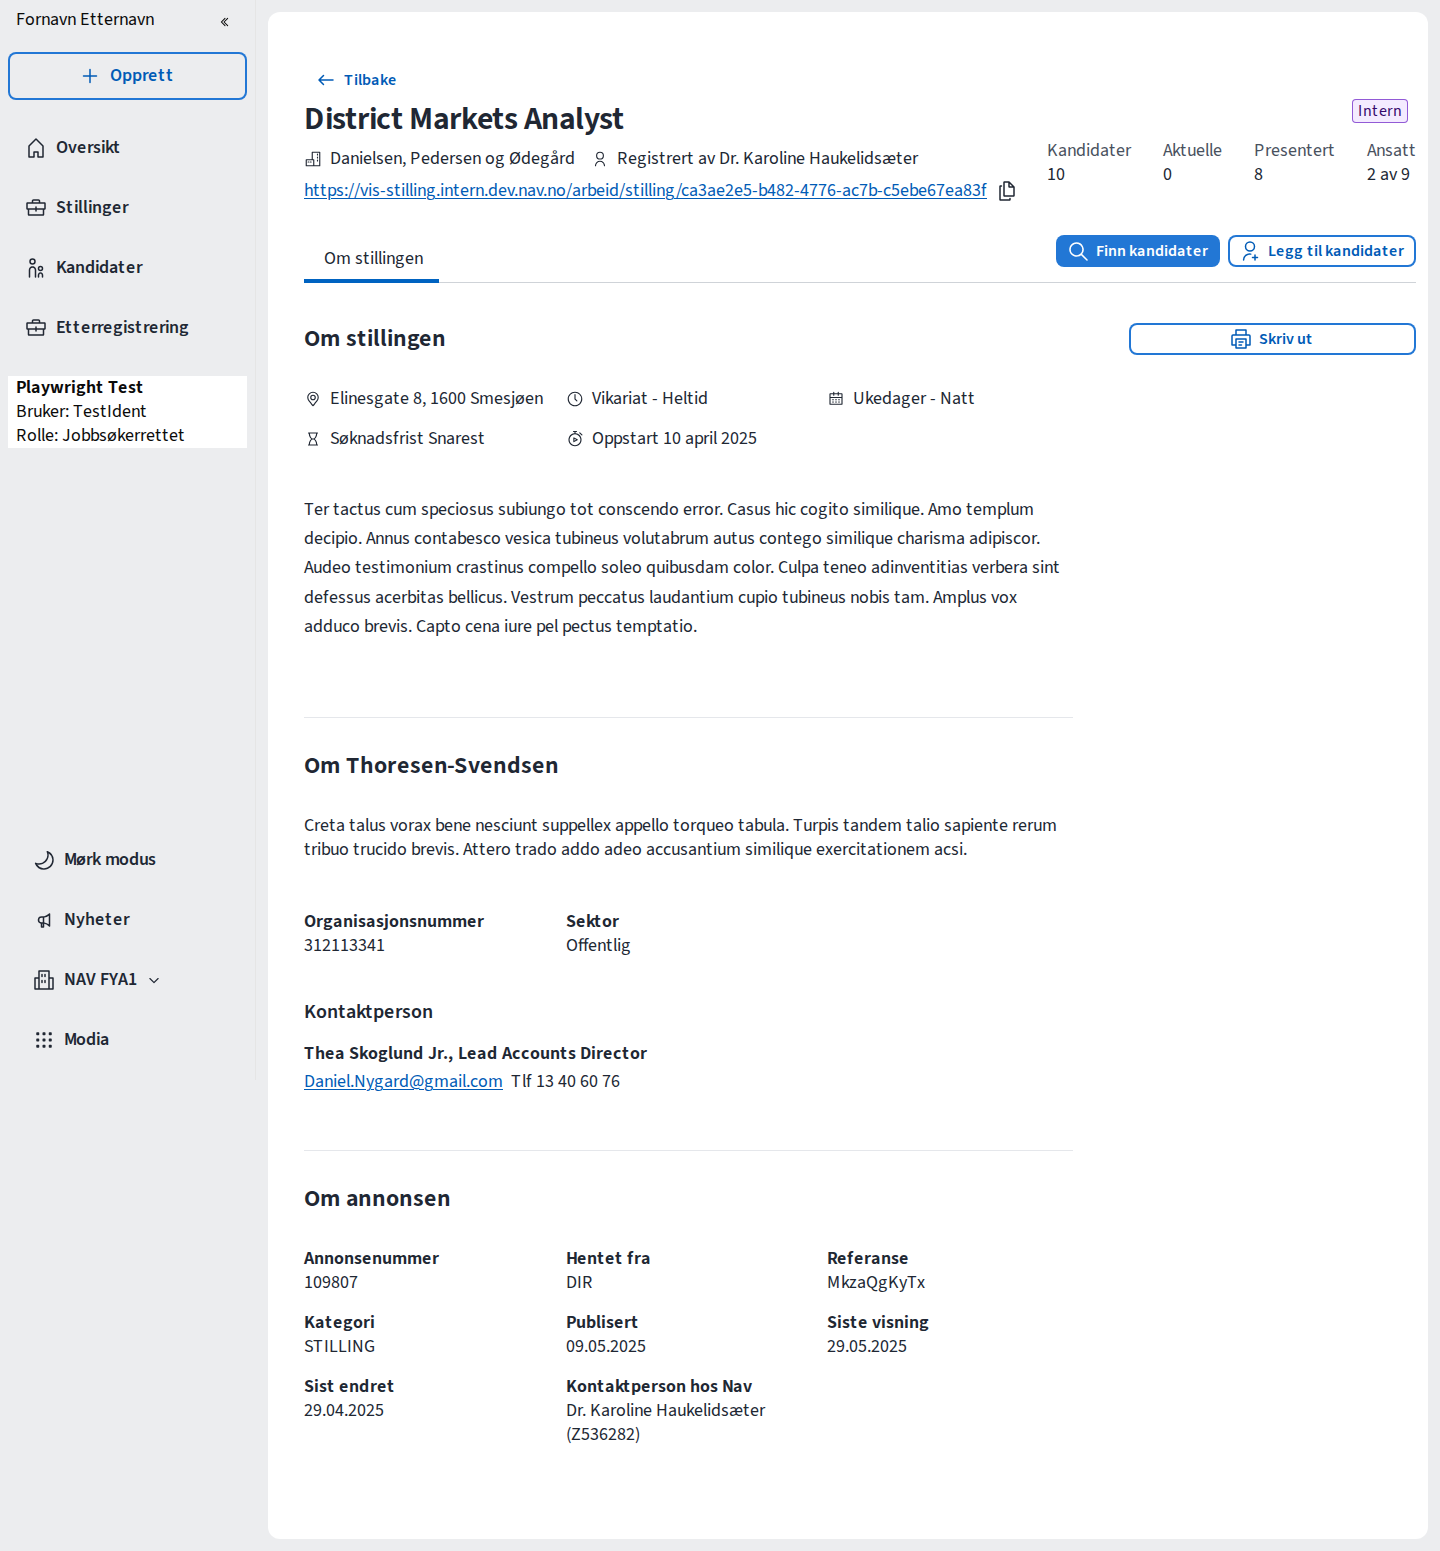 Fornavn Etternavn
Opprett
Oversikt
Stillinger
Kandidater
Etterregistrering
Playwright Test
Bruker: TestIdent
Rolle: Jobbsøkerrettet
Mørk modus
Nyheter
NAV FYA1
Modia
Tilbake
District Markets Analyst
Intern
Danielsen, Pedersen og Ødegård Registrert av Dr. Karoline Haukelidsæter
https://vis-stilling.intern.dev.nav.no/arbeid/stilling/ca3ae2e5-b482-4776-ac7b-c5ebe67ea83f
Kandidater Aktuelle Presentert Ansatt
10 0 8 2 av 9
Om stillingen
Finn kandidater Legg til kandidater
Om stillingen
Skriv ut
Elinesgate 8, 1600 Smesjøen Vikariat - Heltid Ukedager - Natt
Søknadsfrist Snarest Oppstart 10 april 2025
Ter tactus cum speciosus subiungo tot conscendo error. Casus hic cogito similique. Amo templum
decipio. Annus contabesco vesica tubineus volutabrum autus contego similique charisma adipiscor.
Audeo testimonium crastinus compello soleo quibusdam color. Culpa teneo adinventitias verbera sint
defessus acerbitas bellicus. Vestrum peccatus laudantium cupio tubineus nobis tam. Amplus vox
adduco brevis. Capto cena iure pel pectus temptatio.
Om Thoresen-Svendsen
Creta talus vorax bene nesciunt suppellex appello torqueo tabula. Turpis tandem talio sapiente rerum
tribuo trucido brevis. Attero trado addo adeo accusantium similique exercitationem acsi.
Organisasjonsnummer Sektor
312113341 Offentlig
Kontaktperson
Thea Skoglund Jr., Lead Accounts Director
Daniel.Nygard@gmail.com Tlf 13 40 60 76
Om annonsen
Annonsenummer Hentet fra Referanse
109807 DIR MkzaQgKyTx
Kategori Publisert Siste visning
STILLING 09.05.2025 29.05.2025
Sist endret Kontaktperson hos Nav
29.04.2025 Dr. Karoline Haukelidsæter
(Z536282)